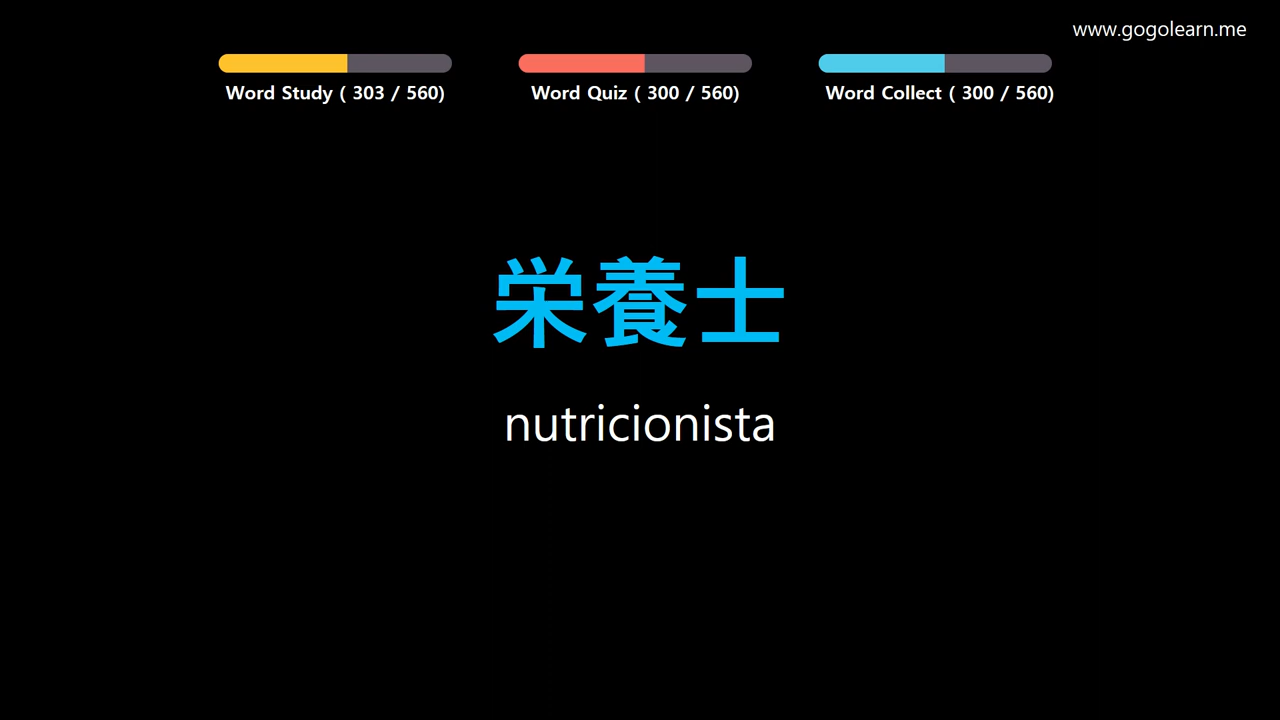 www.gogolearn.me
Word Study ( 303 / 560)
Word Quiz ( 300 / 560)
Word Collect ( 300 / 560)
栄養士
nutricionista